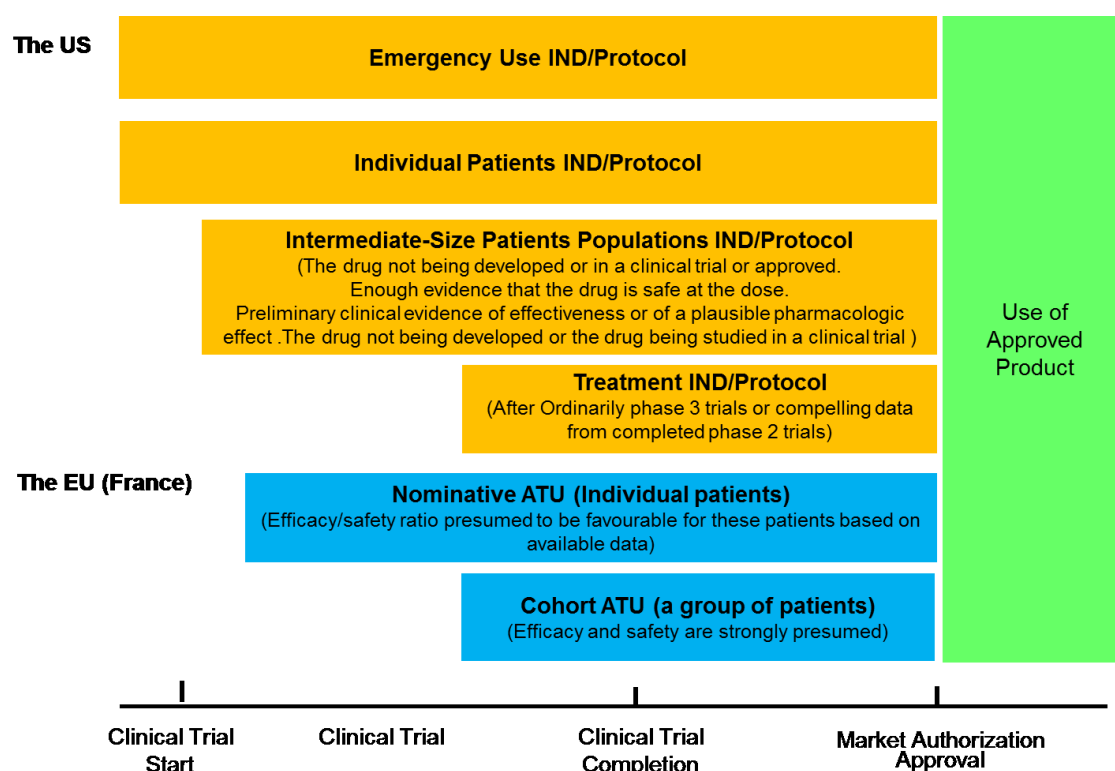 The US
Emergency Use IND/Protocol
Individual Patients IND/Protocol
Intermediate-Size Patients Populations IND/Protocol
(The drug not being developed or in a clinical trial or approved.
Enough evidence that the drug is safe at the dose.
Preliminary clinical evidence of effectiveness or of a plausible pharmacologic
effect .The drug not being developed or the drug being studied in a clinical trial )
Treatment IND/Protocol
(After Ordinarily phase 3 trials or compelling data
from completed phase 2 trials)
Use of
Approved
Product
The EU (France)
Nominative ATU (Individual patients)
(Efficacy/safety ratio presumed to be favourable for these patients based on
available data)
Cohort ATU (a group of patients)
(Efficacy and safety are strongly presumed)
Clinical Trial
Start
Clinical Trial
Clinical Trial
Completion
Market Authorization
Approval